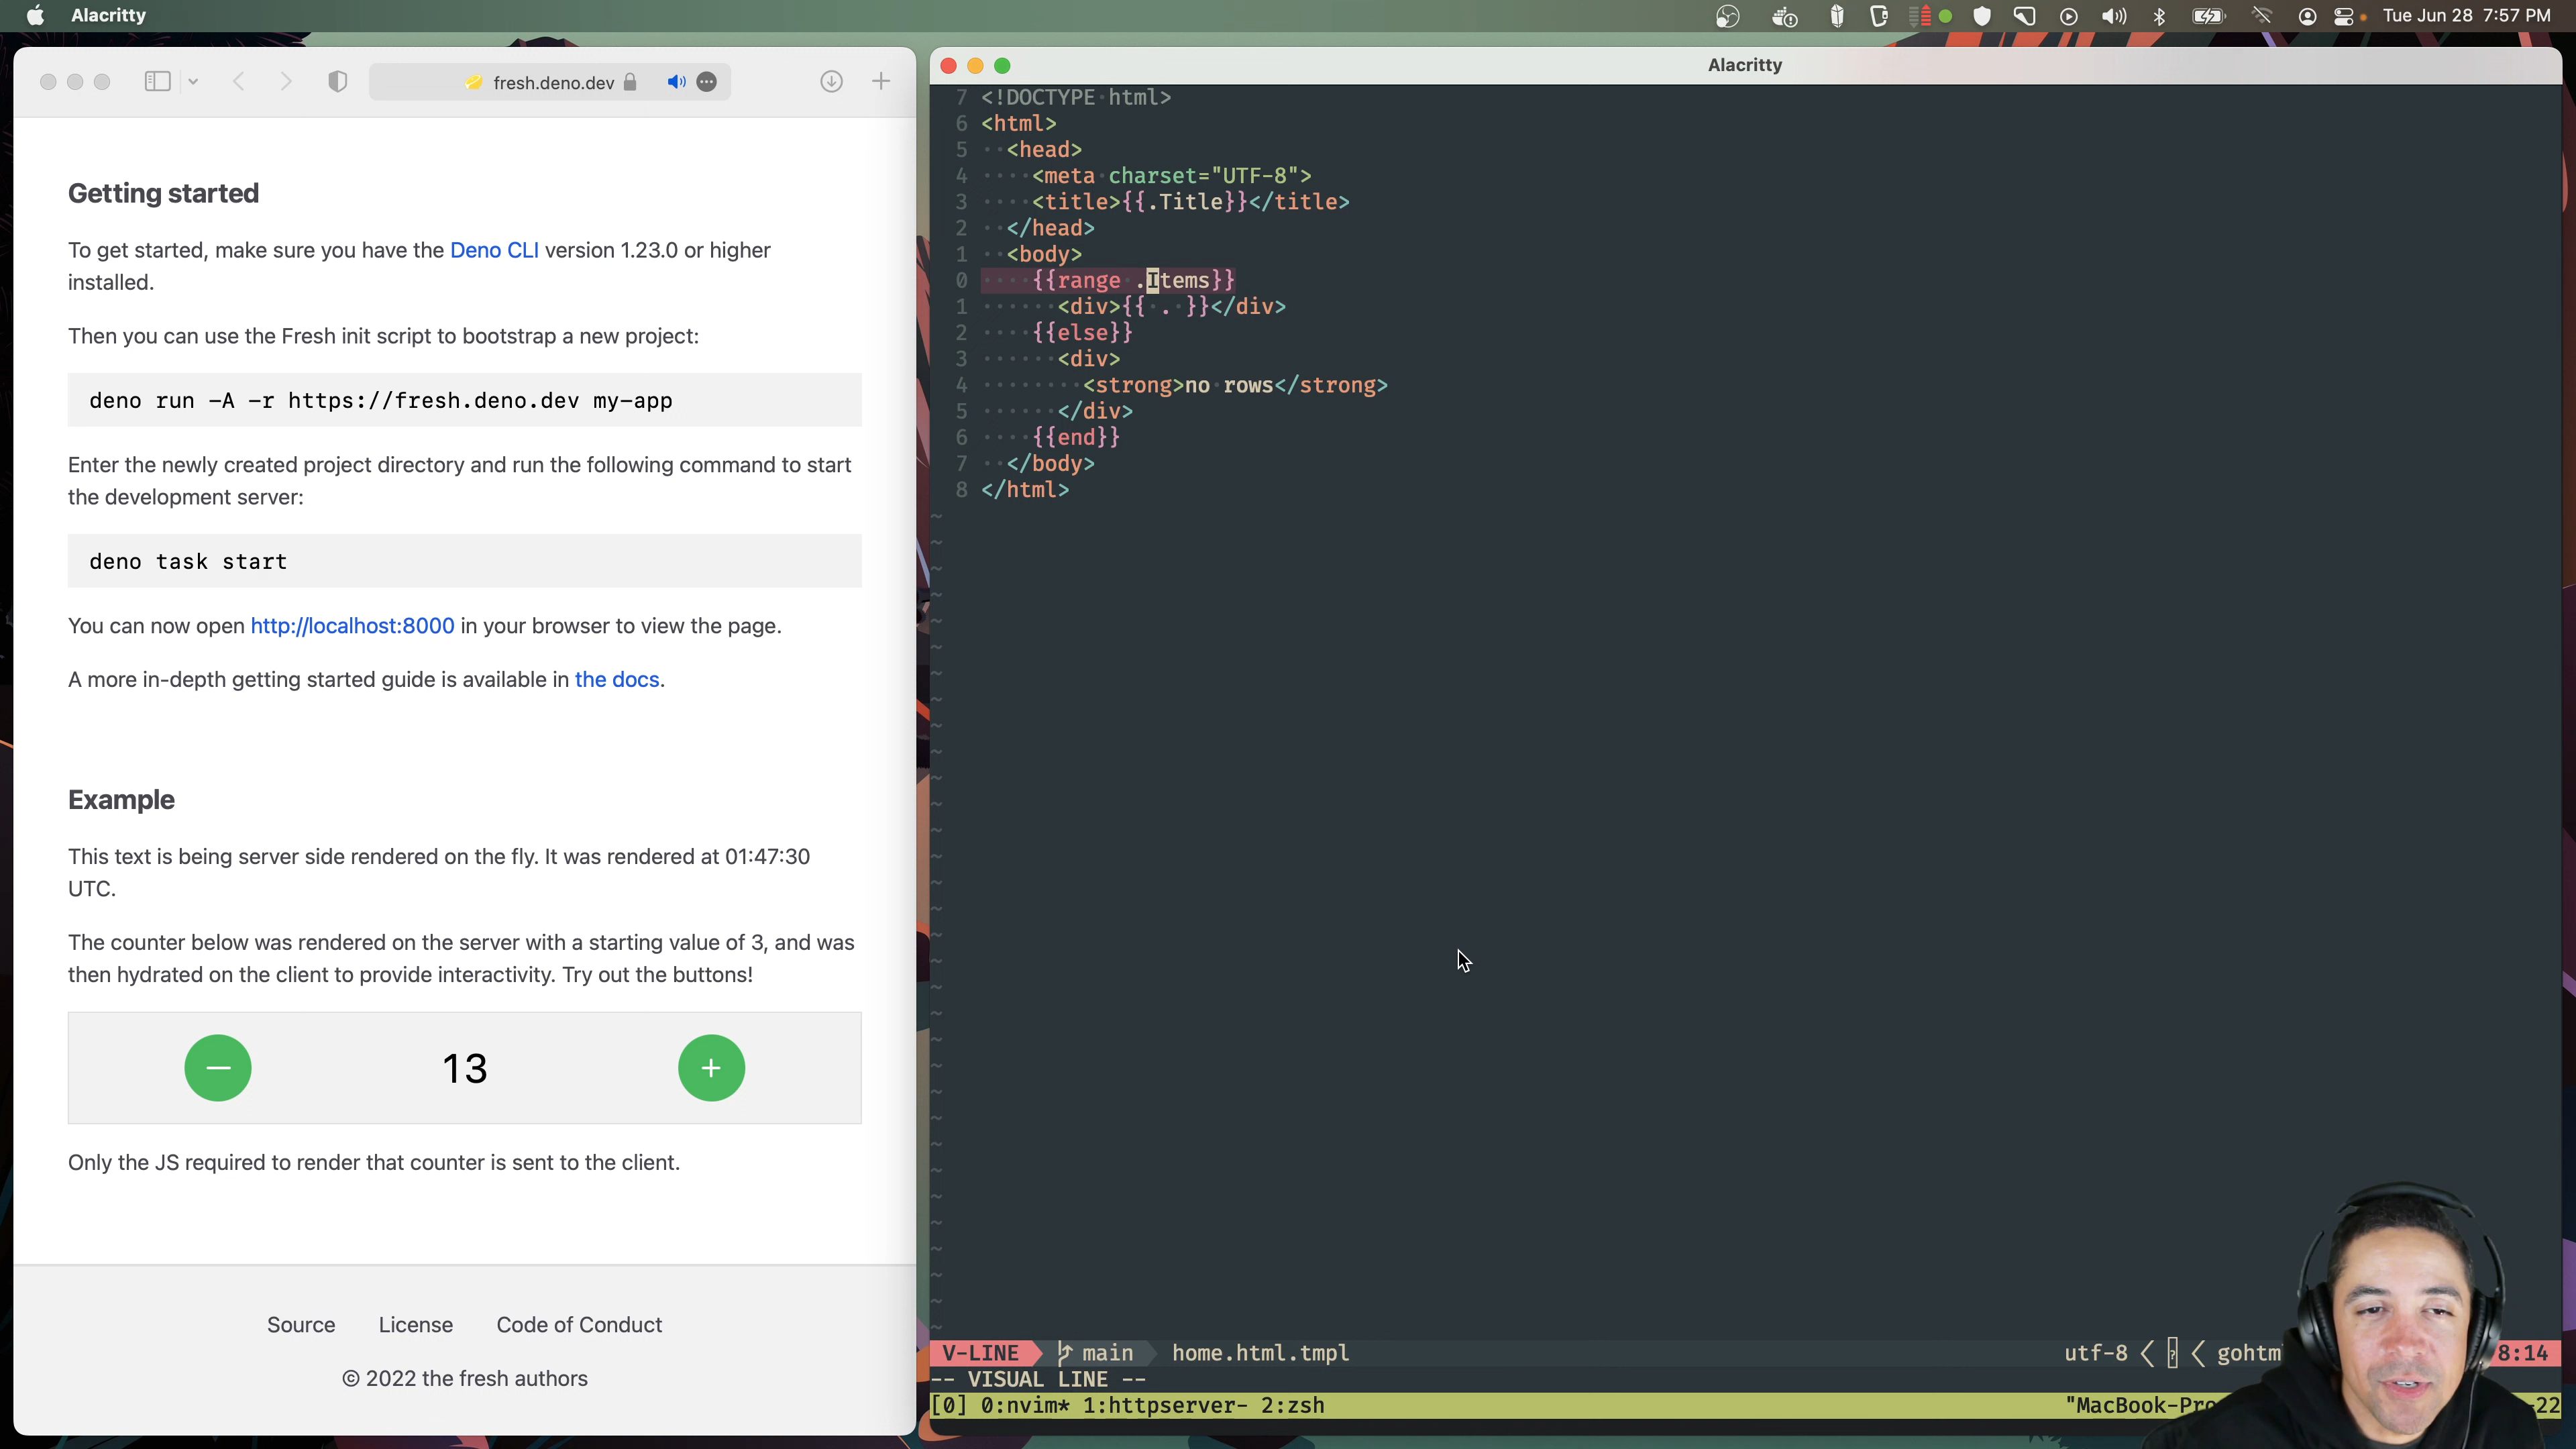 Alacritty
Tue Jun 28 7:57 PM
fresh.deno.dev
Getting started
To get started, make sure you have the Deno CLI version 1.23.0 or higher
installed.
Then you can use the Fresh init script to bootstrap a new project:
deno run -A -r https://fresh.deno.dev my-app
Enter the newly created project directory and run the following command to start
the development server:
deno task start
You can now open http://localhost:8000 in your browser to view the page.
A more in-depth getting started guide is available in the docs.
Example
This text is being server side rendered on the fly. It was rendered at 01:47:30
UTC.
The counter below was rendered on the server with a starting value of 3, and was
then hydrated on the client to provide interactivity. Try out the buttons!
− 13 +
Only the JS required to render that counter is sent to the client.
Source License Code of Conduct
© 2022 the fresh authors
Alacritty
7 <!DOCTYPE html>
6 <html>
5 <head>
4 <meta charset="UTF-8">
3 <title>{{.Title}}</title>
2 </head>
1 <body>
0 {{range .Items}}
1 <div>{{ . }}</div>
2 {{else}}
3 <div>
4 <strong>no rows</strong>
5 </div>
6 {{end}}
7 </body>
8 </html>
V-LINE main home.html.tmpl utf-8 < ? < gohtm 8:14
-- VISUAL LINE --
[0] 0:nvim* 1:httpserver- 2:zsh "MacBook-Pro -22